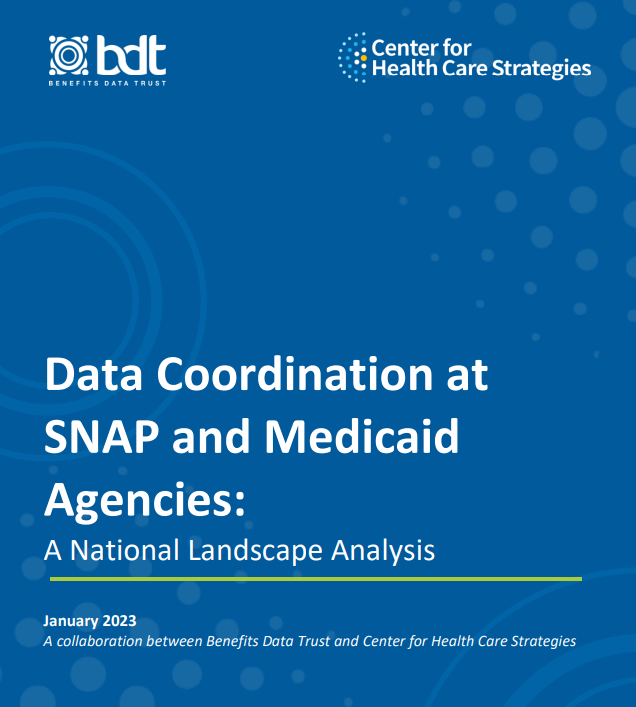 bdt
BENEFITS DATA TRUST
Center for
Health Care Strategies
Data Coordination at
SNAP and Medicaid
Agencies:
A National Landscape Analysis
January 2023
A collaboration between Benefits Data Trust and Center for Health Care Strategies